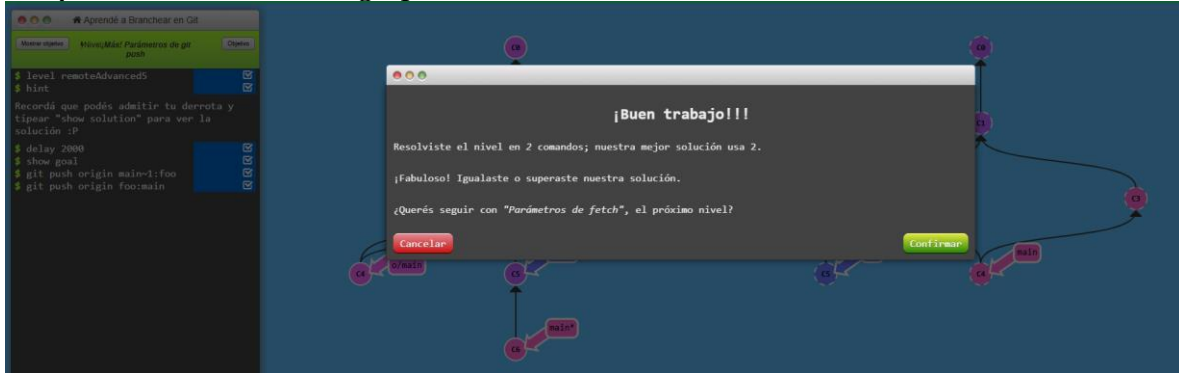 Aprendé a Branchear en Git
Mostrar objetivo
Nivel¡Más! Parámetros de git push
Objetivo
$ level remoteAdvanced5
$ hint
Recordá que podés admitir tu derrota y
tipear "show solution" para ver la
solución :P
$ delay 2000
$ show goal
$ git push origin main~1:foo
$ git push origin foo:main
¡Buen trabajo!!!
Resolviste el nivel en 2 comandos; nuestra mejor solución usa 2.
¡Fabuloso! Igualaste o superaste nuestra solución.
¿Querés seguir con "Parámetros de fetch", el próximo nivel?
Cancelar
Confirmar
C0
C0
C1
C3
C4
o/main
C5
C5
C4
main
C6
main*